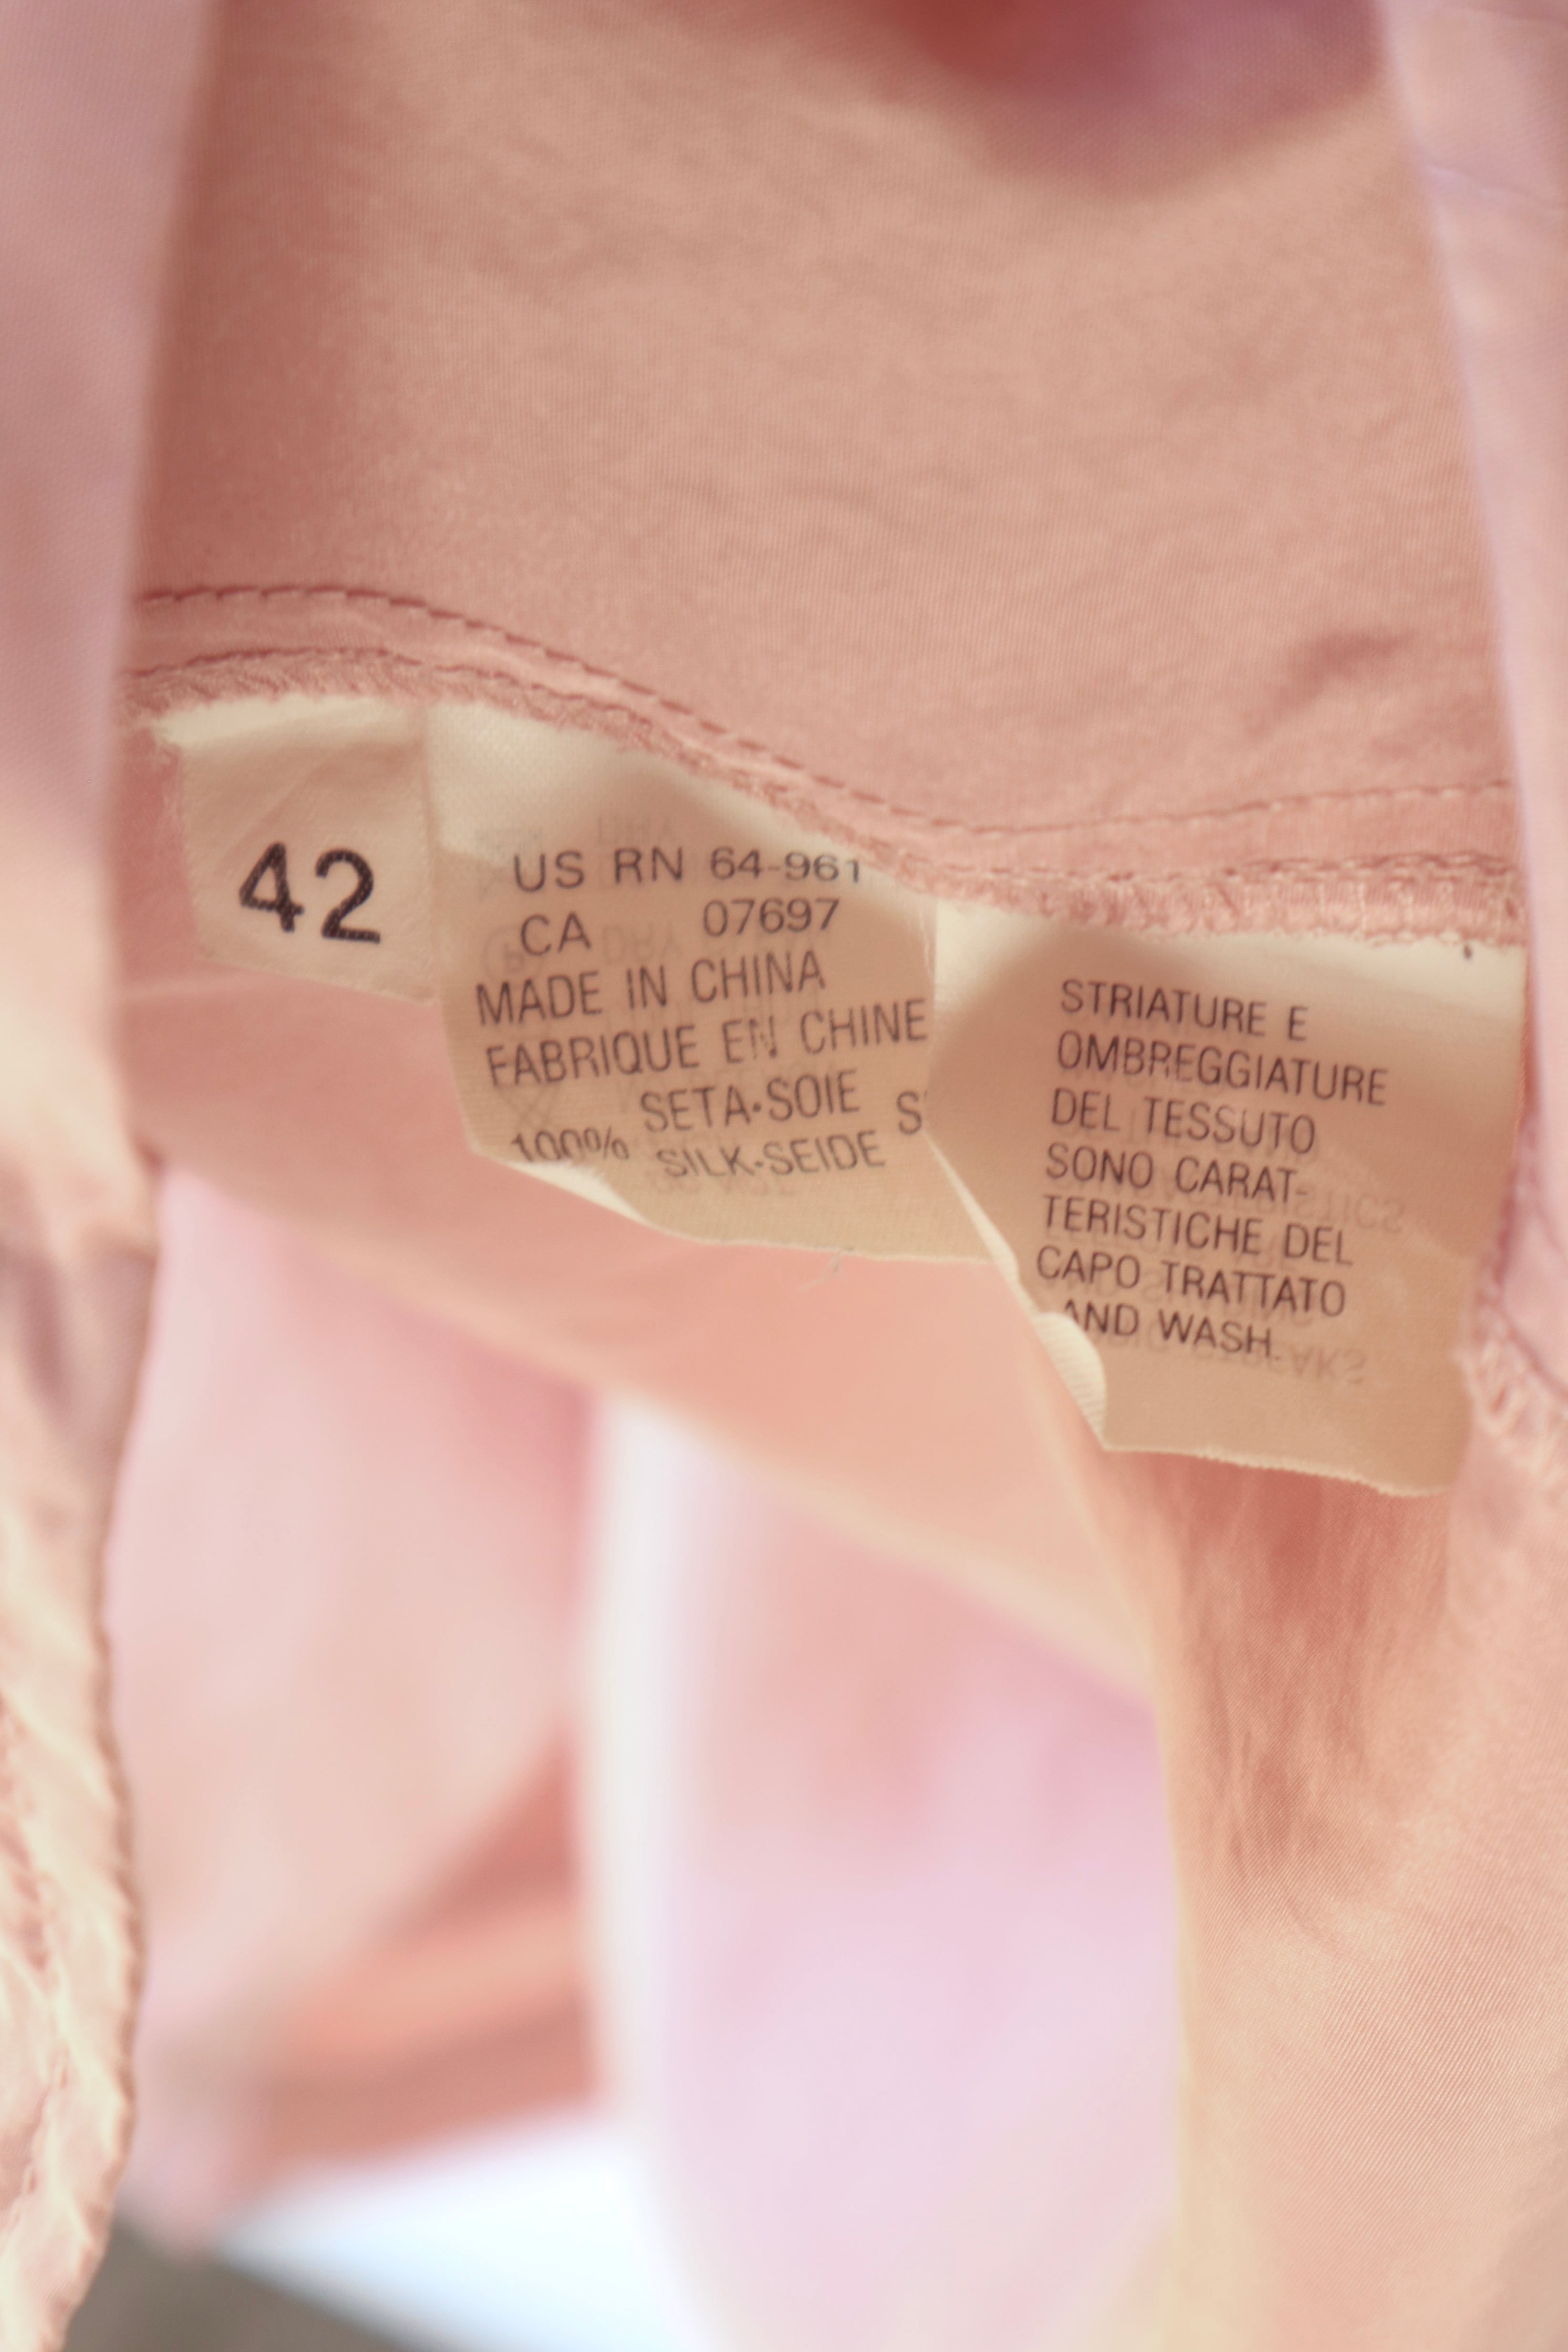 42
US RN 64-961
CA 07697
MADE IN CHINA
FABRIQUE EN CHINE
SETA•SOIE
100% SILK-SEIDE
STRIATURE E
OMBREGGIATURE
DEL TESSUTO
SONO CARAT-
TERISTICHE DEL
CAPO TRATTATO
AND WASH.